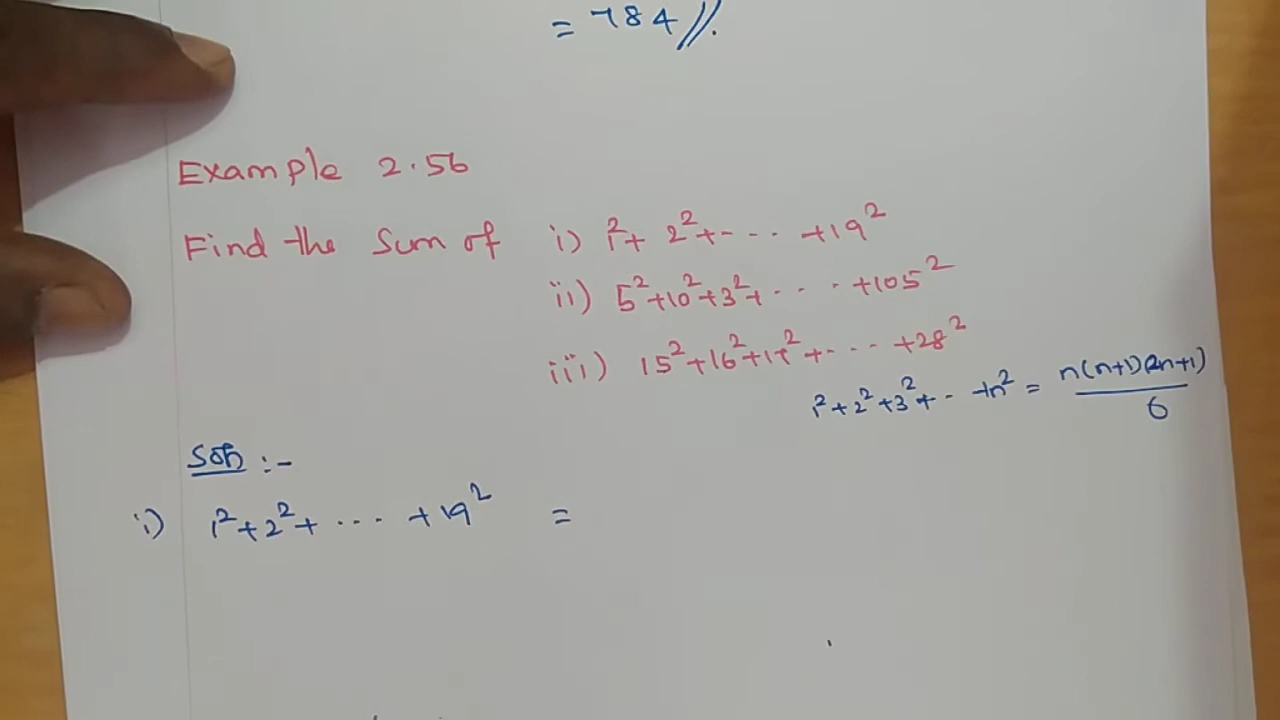 = 784 //.
Example 2.56
Find the Sum of i) 1² + 2² + - - . . . + 19²
ii) 5² + 10² + 3² + . . . . + 105²
iii) 15² + 16² + 17² + . - . . + 28²
1² + 2² + 3² + - - + n² = n(n+1)(2n+1) / 6
Soln :-
i) 1² + 2² + . . . . + 19² =